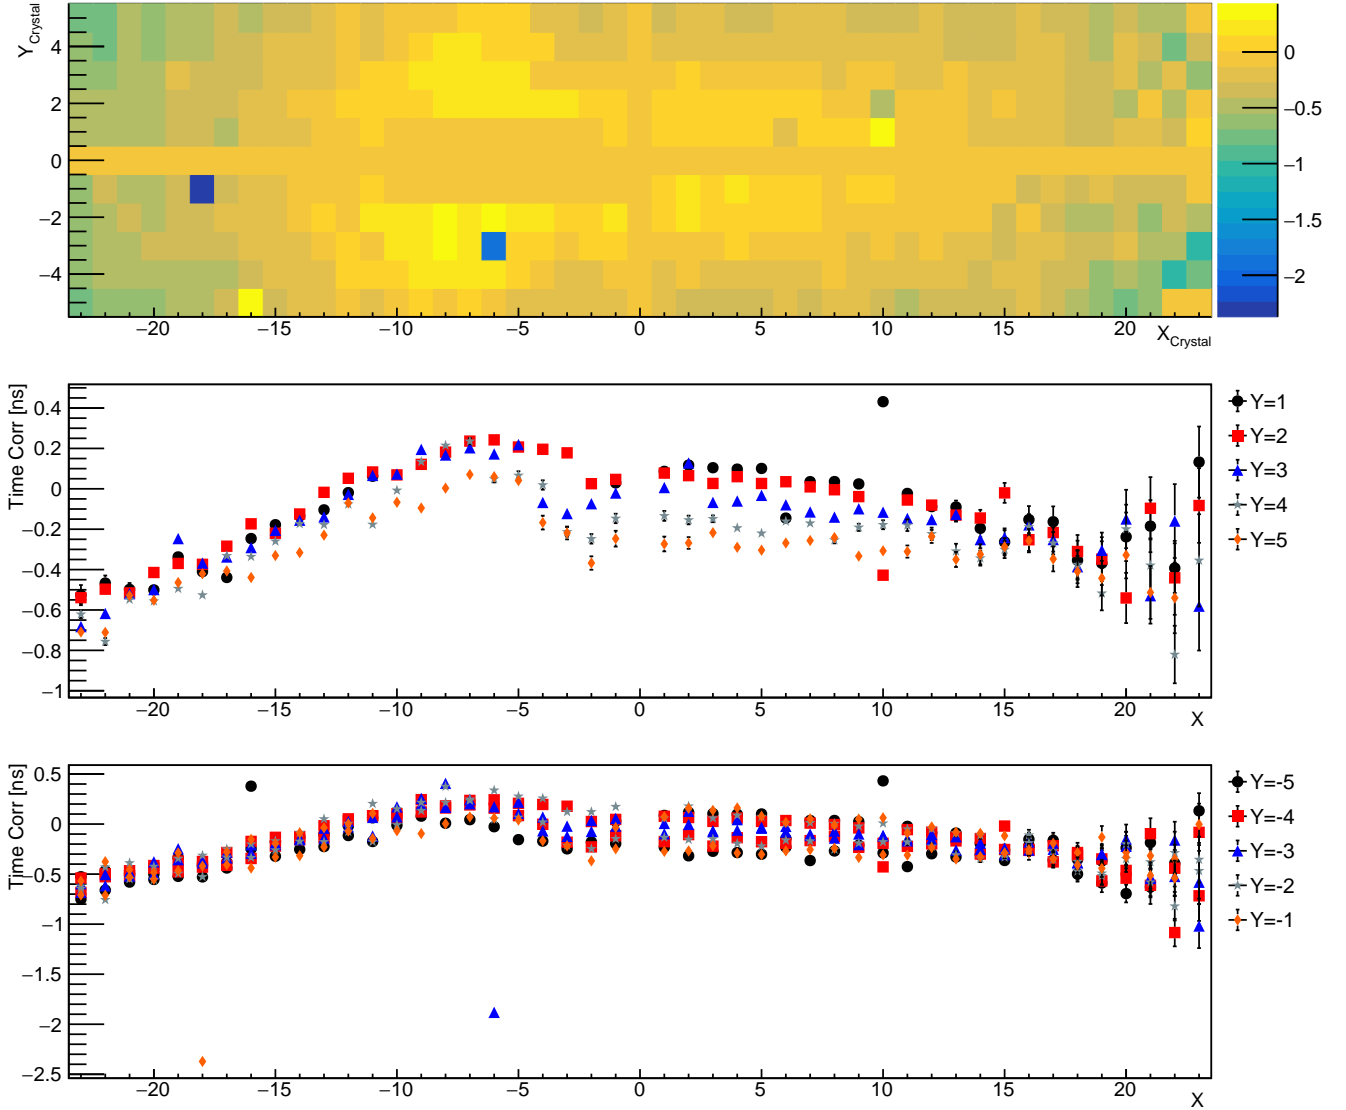 Y_Crystal
4
2
0
−2
−4
−20 −15 −10 −5 0 5 10 15 20
X_Crystal
0
−0.5
−1
−1.5
−2
Time Corr [ns]
0.4
0.2
0
−0.2
−0.4
−0.6
−0.8
−1
−20 −15 −10 −5 0 5 10 15 20
X
Y=1
Y=2
Y=3
Y=4
Y=5
Time Corr [ns]
0.5
0
−0.5
−1
−1.5
−2
−2.5
−20 −15 −10 −5 0 5 10 15 20
X
Y=-5
Y=-4
Y=-3
Y=-2
Y=-1